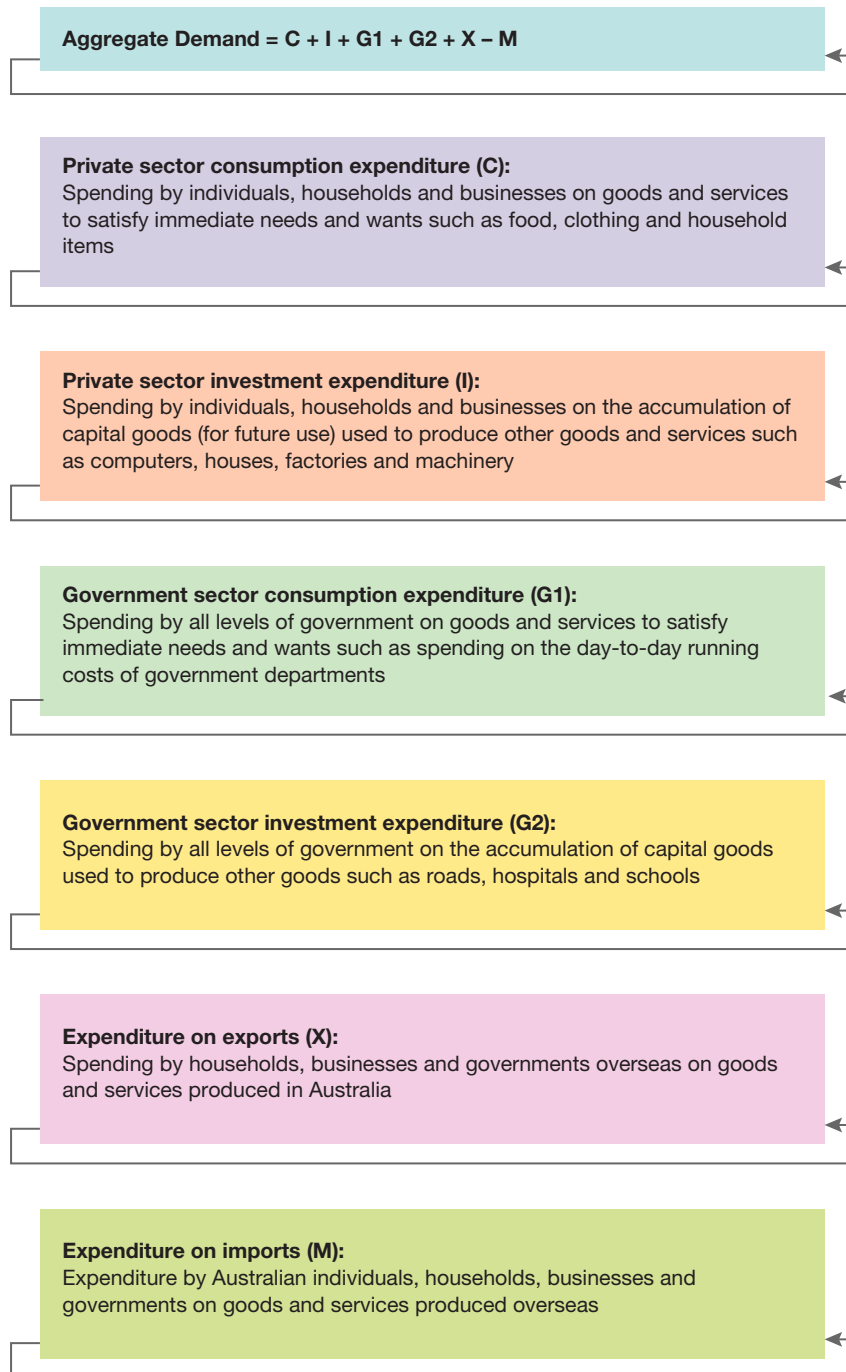 Aggregate Demand = C + I + G1 + G2 + X – M
Private sector consumption expenditure (C):
Spending by individuals, households and businesses on goods and services
to satisfy immediate needs and wants such as food, clothing and household
items
Private sector investment expenditure (I):
Spending by individuals, households and businesses on the accumulation of
capital goods (for future use) used to produce other goods and services such
as computers, houses, factories and machinery
Government sector consumption expenditure (G1):
Spending by all levels of government on goods and services to satisfy
immediate needs and wants such as spending on the day-to-day running
costs of government departments
Government sector investment expenditure (G2):
Spending by all levels of government on the accumulation of capital goods
used to produce other goods such as roads, hospitals and schools
Expenditure on exports (X):
Spending by households, businesses and governments overseas on goods
and services produced in Australia
Expenditure on imports (M):
Expenditure by Australian individuals, households, businesses and
governments on goods and services produced overseas